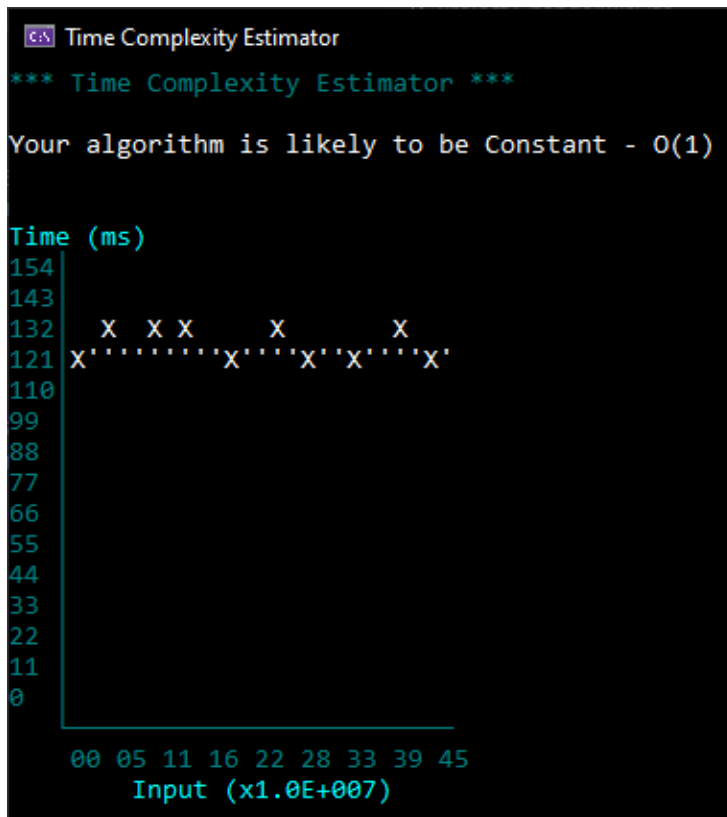 Time Complexity Estimator
*** Time Complexity Estimator ***
Your algorithm is likely to be Constant - O(1)
Time (ms)
154
143
132 X X X X X
121 X'''''''''X''''X''X''''X'
110
99
88
77
66
55
44
33
22
11
0
00 05 11 16 22 28 33 39 45
Input (x1.0E+007)